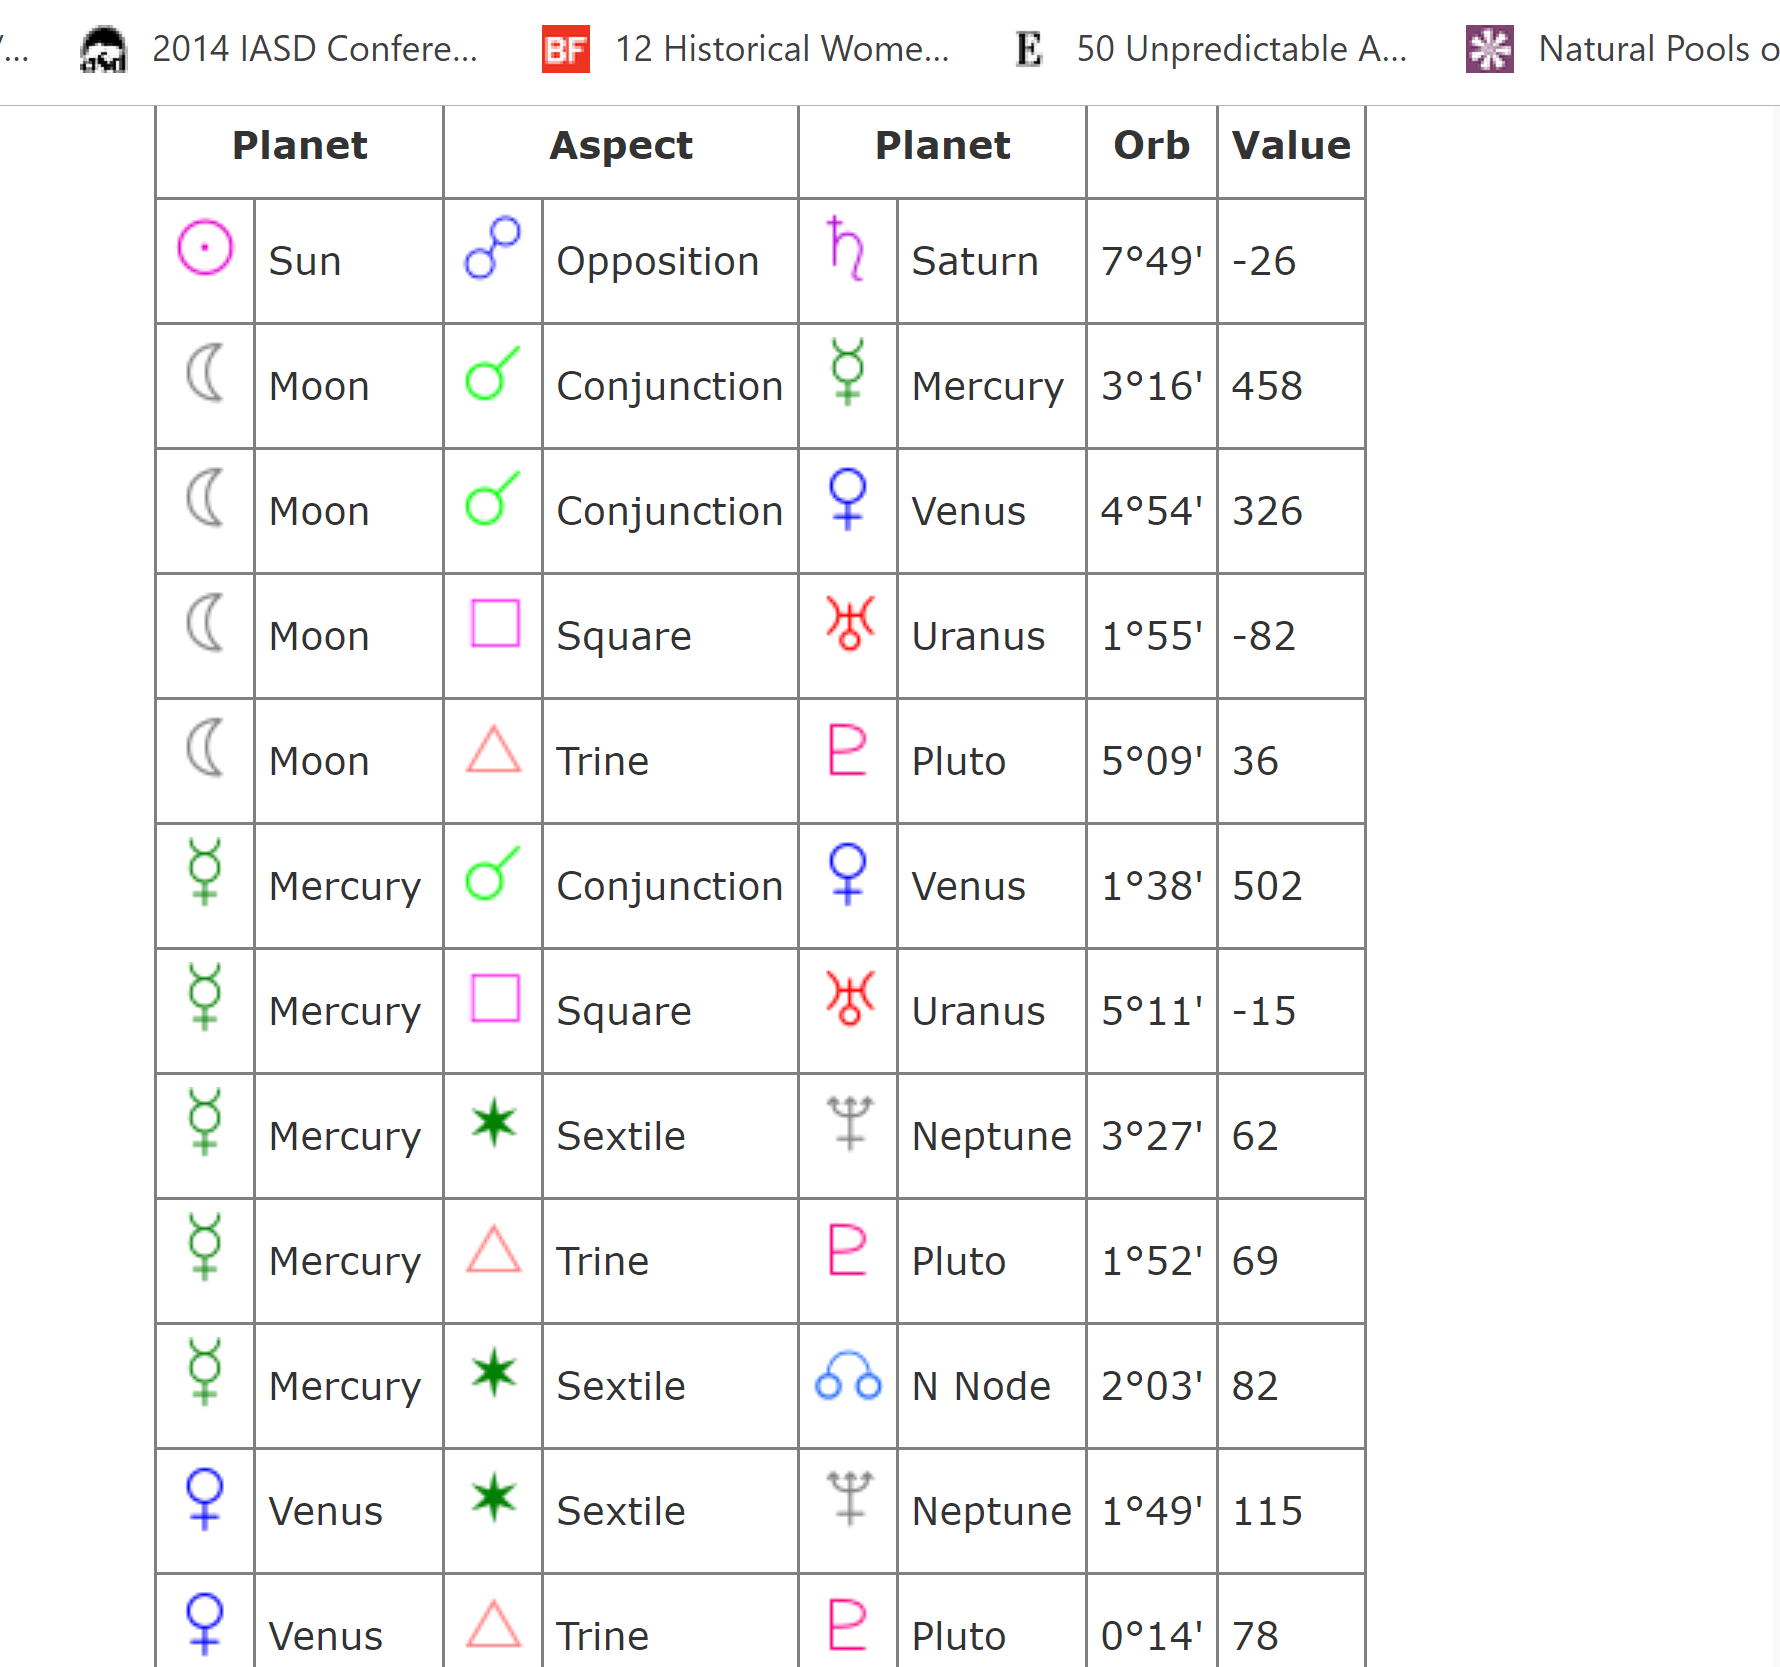 /... asd 2014 IASD Confere... BF 12 Historical Wome... E 50 Unpredictable A... Natural Pools o
Planet Aspect Planet Orb Value
Sun Opposition Saturn 7°49' -26
Moon Conjunction Mercury 3°16' 458
Moon Conjunction Venus 4°54' 326
Moon Square Uranus 1°55' -82
Moon Trine Pluto 5°09' 36
Mercury Conjunction Venus 1°38' 502
Mercury Square Uranus 5°11' -15
Mercury Sextile Neptune 3°27' 62
Mercury Trine Pluto 1°52' 69
Mercury Sextile N Node 2°03' 82
Venus Sextile Neptune 1°49' 115
Venus Trine Pluto 0°14' 78